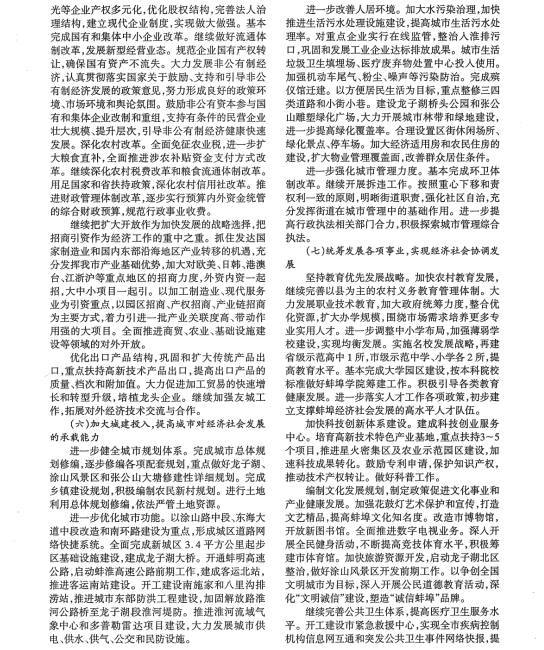 光等企业产权多元化,优化股权结构,完善法人治
理结构,建立现代企业制度,实现做大做强。基本
完成国有和集体中小企业改革。继续做好流通体
制改革,发展新型经营业态。规范企业国有产权转
让,确保国有资产不流失。大力发展非公有制经
济,认真贯彻落实国家关于鼓励、支持和引导非公
有制经济发展的政策意见,努力形成良好的政策环
境、市场环境和舆论氛围。鼓励非公有资本参与国
有和集体企业改制和重组,支持有条件的民营企业
壮大规模、提升层次,引导非公有制经济健康快速
发展。深化农村改革。全面免征农业税,进一步扩
大粮食直补,全面推进涉农补贴资金支付方式改
革。继续深化农村税费改革和粮食流通体制改革。
用足国家和省扶持政策,深化农村信用社改革。推
进财政管理体制改革,逐步实行预算内外资金统管
的综合财政预算,规范行政事业收费。
继续把扩大开放作为加快发展的战略选择,把
招商引资作为经济工作的重中之重。抓住发达国
家制造业和国内东部沿海地区产业转移的机遇,充
分发挥我市产业基础优势,加大对欧美、日韩、港澳
台、江浙沪等重点地区的招商力度,外资内资一起
招,大中小项目一起引。以加工制造业、现代服务
业为引资重点,以园区招商、产权招商、产业链招商
为主要方式,着力引进一批产业关联度高、带动作
用强的大项目。全面推进商贸、农业、基础设施建
设等领域的对外开放。
优化出口产品结构,巩固和扩大传统产品出
口,重点扶持高新技术产品出口,提高出口产品的
质量、档次和附加值。大力促进加工贸易的快速增
长和转型升级,培植龙头企业。继续加强友城工
作,拓展对外经济技术交流与合作。
(六)加大城建投入,提高城市对经济社会发展
的承载能力
进一步健全城市规划体系。完成城市总体规
划修编,逐步修编各项配套规划,重点做好龙子湖、
涂山风景区和张公山大塘修建性详细规划。完成
乡镇建设规划,积极编制农民新村规划。进行土地
利用总体规划修编,依法严管土地资源。
进一步优化城市功能。以涂山路中段、东海大
道中段改造和南环路建设为重点,形成城区道路网
络快捷系统。全面完成新城区3.4平方公里起步
区基础设施建设,建成龙子湖大桥。开通蚌明高速
公路,启动蚌淮高速公路前期工作,建成客运北站,
推进客运南站建设。开工建设南施家和八里沟排
涝站,推进城市东部防洪工程建设,加固解放路淮
河公路桥至龙子湖段淮河堤防。推进淮河流域气
象中心和多普勒雷达项目建设,大力发展城市供
电、供水、供气、公交和民防设施。
进一步改善人居环境。加大水污染治理,加快
推进生活污水处理设施建设,提高城市生活污水处
理率。对重点企业实行在线监管,整治入淮排污
口,巩固和发展工业企业达标排放成果。城市生活
垃圾卫生填埋场、医疗废弃物处置中心投入使用。
加强机动车尾气、粉尘、噪声等污染防治。完成殡
仪馆迁建。以方便居民生活为目标,重点整修三四
类道路和小街小巷。建设龙子湖桥头公园和张公
山雕塑绿化广场,大力开展城市林带和绿地建设,
进一步提高绿化覆盖率。合理设置区街休闲场所、
绿化景点、停车场。加大经济适用房和农民住房的
建设,扩大物业管理覆盖面,改善群众居住条件。
进一步强化城市管理力度。基本完成环卫体
制改革。继续开展拆违工作。按照重心下移和责
权利一致的原则,明晰街道职责,强化社区自治,充
分发挥街道在城市管理中的基础作用。进一步提
高行政执法相关部门合力,积极探索城市管理综合
执法。
(七)统筹发展各项事业,实现经济社会协调发
展
坚持教育优先发展战略。加快农村教育发展,
继续完善以县为主的农村义务教育管理体制。大
力发展职业技术教育,加大政府统筹力度,整合优
化资源,扩大办学规模,围绕市场需求培养更多专
业实用人才。进一步调整中小学布局,加强薄弱学
校建设,实现均衡发展。实施名校发展战略,再建
省级示范高中1所,市级示范中学、小学各2所,提
高教育水平。基本完成大学园区建设,按本科院校
标准做好蚌埠学院筹建工作。积极引导各类教育
健康发展。进一步落实人才工作各项政策,初步建
立支撑蚌埠经济社会发展的高水平人才队伍。
加快科技创新体系建设。建成科技创业服务
中心。培育高新技术特色产业基地,重点扶持3~5
个项目,推进星火密集区及农业示范园区建设,加
速科技成果转化。鼓励专利申请,保护知识产权,
推动技术产权转让。做好科普工作。
编制文化发展规划,制定政策促进文化事业和
产业健康发展。加强花鼓灯艺术保护和宣传,打造
文艺精品,提高蚌埠文化知名度。改造市博物馆,
开放新图书馆。全面推进数字电视业务。深入开
展全民健身活动,不断提高竞技体育水平,积极筹
建市体育馆。加快旅游资源开发,启动龙子湖北区
整治,做好涂山风景区开发前期工作。以争创全国
文明城市为目标,深入开展公民道德教育活动,深
化“文明诚信”建设,塑造“诚信蚌埠”品牌。
继续完善公共卫生体系,提高医疗卫生服务水
平。开工建设市紧急救援中心,实现全市疾病控制
机构信息网互通和突发公共卫生事件网络快报,提